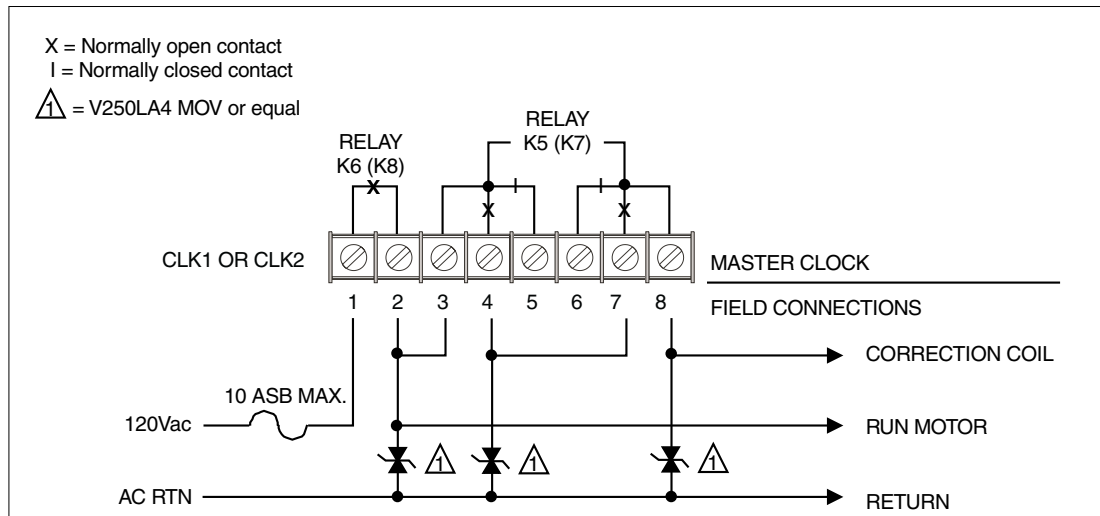 X = Normally open contact
I = Normally closed contact
1 = V250LA4 MOV or equal
RELAY
K6 (K8)
RELAY
K5 (K7)
X
X
X
CLK1 OR CLK2
MASTER CLOCK
1 2 3 4 5 6 7 8
FIELD CONNECTIONS
CORRECTION COIL
10 ASB MAX.
120Vac
RUN MOTOR
1
1
1
AC RTN
RETURN